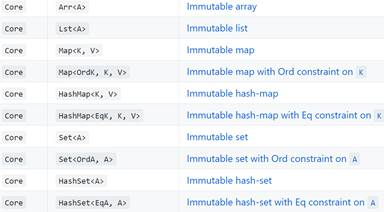 Core Arr<A> Immutable array
Core Lst<A> Immutable list
Core Map<K, V> Immutable map
Core Map<OrdK, K, V> Immutable map with Ord constraint on K
Core HashMap<K, V> Immutable hash-map
Core HashMap<EqK, K, V> Immutable hash-map with Eq constraint on K
Core Set<A> Immutable set
Core Set<OrdA, A> Immutable set with Ord constraint on A
Core HashSet<A> Immutable hash-set
Core HashSet<EqA, A> Immutable hash-set with Eq constraint on A